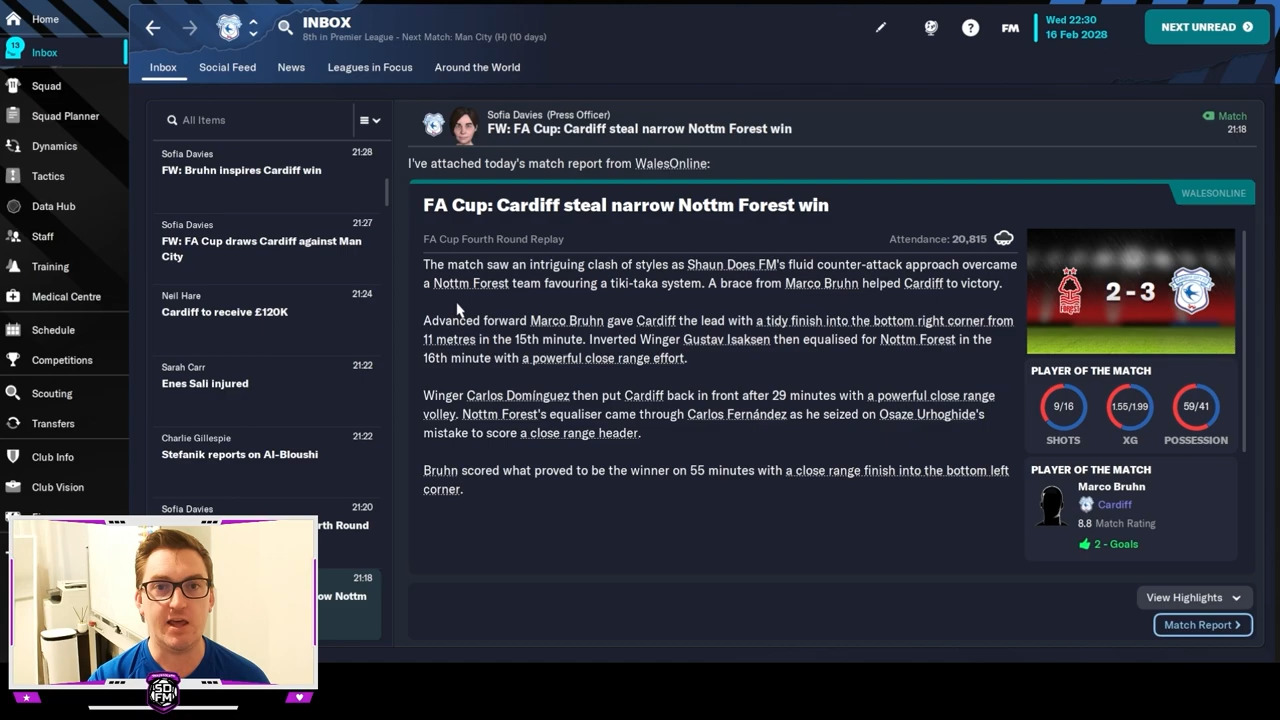 Home
13
Inbox
Squad
Squad Planner
Dynamics
Tactics
Data Hub
Staff
Training
Medical Centre
Schedule
Competitions
Scouting
Transfers
Club Info
Club Vision
INBOX
8th in Premier League - Next Match: Man City (H) (10 days)
?
FM
Wed 22:30
16 Feb 2028
NEXT UNREAD
Inbox
Social Feed
News
Leagues in Focus
Around the World
All Items
Sofia Davies 21:28
FW: Bruhn inspires Cardiff win
Sofia Davies 21:27
FW: FA Cup draws Cardiff against Man
City
Neil Hare 21:24
Cardiff to receive £120K
Sarah Carr 21:22
Enes Sali injured
Charlie Gillespie 21:22
Stefanik reports on Al-Bloushi
Sofia Davies 21:20
rth Round
21:18
ow Nottm
Sofia Davies (Press Officer)
FW: FA Cup: Cardiff steal narrow Nottm Forest win
Match
21:18
I've attached today's match report from WalesOnline:
WALESONLINE
FA Cup: Cardiff steal narrow Nottm Forest win
FA Cup Fourth Round Replay
Attendance: 20,815
The match saw an intriguing clash of styles as Shaun Does FM's fluid counter-attack approach overcame
a Nottm Forest team favouring a tiki-taka system. A brace from Marco Bruhn helped Cardiff to victory.
Advanced forward Marco Bruhn gave Cardiff the lead with a tidy finish into the bottom right corner from
11 metres in the 15th minute. Inverted Winger Gustav Isaksen then equalised for Nottm Forest in the
16th minute with a powerful close range effort.
Winger Carlos Domínguez then put Cardiff back in front after 29 minutes with a powerful close range
volley. Nottm Forest's equaliser came through Carlos Fernández as he seized on Osaze Urhoghide's
mistake to score a close range header.
Bruhn scored what proved to be the winner on 55 minutes with a close range finish into the bottom left
corner.
2 - 3
PLAYER OF THE MATCH
9/16
1.55/1.99
59/41
SHOTS
XG
POSSESSION
PLAYER OF THE MATCH
Marco Bruhn
Cardiff
8.8 Match Rating
2 - Goals
View Highlights
Match Report
SD
FM